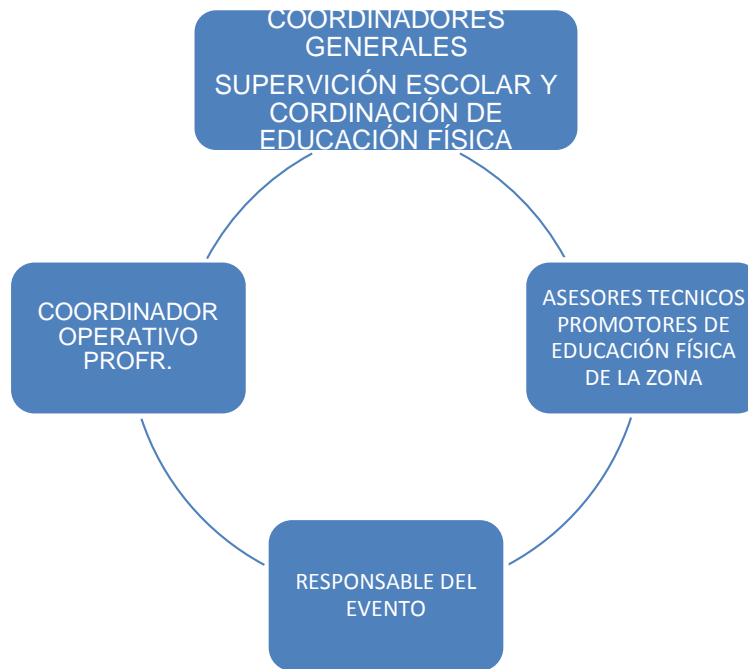 COORDINADORES
GENERALES
SUPERVICIÓN ESCOLAR Y
CORDINACIÓN DE
EDUCACIÓN FÍSICA
COORDINADOR
OPERATIVO
PROFR.
ASESORES TECNICOS
PROMOTORES DE
EDUCACIÓN FÍSICA
DE LA ZONA
RESPONSABLE DEL
EVENTO